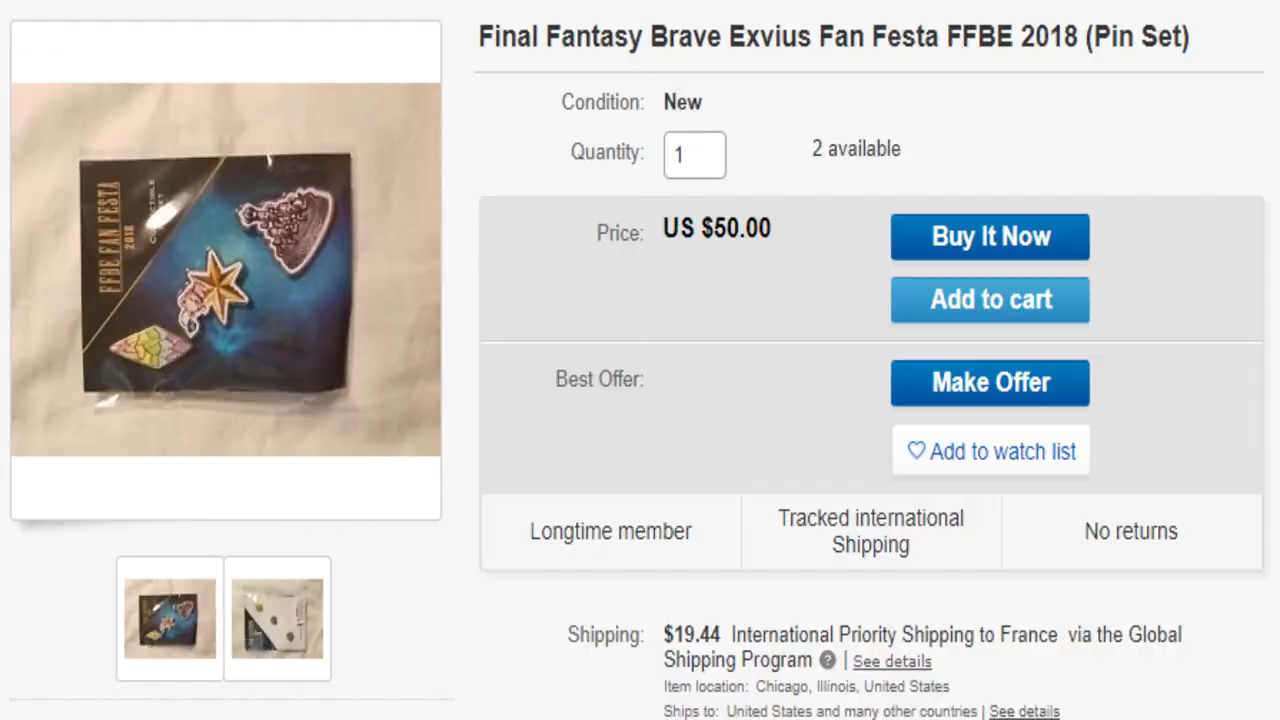 Final Fantasy Brave Exvius Fan Festa FFBE 2018 (Pin Set)
Condition: New
Quantity: 1 2 available
Price: US $50.00 Buy It Now
Add to cart
Best Offer: Make Offer
Add to watch list
Longtime member
Tracked international
Shipping
No returns
Shipping: $19.44 International Priority Shipping to France via the Global
Shipping Program ? | See details
Item location: Chicago, Illinois, United States
Ships to: United States and many other countries | See details
FFBE FAN FESTA
2018